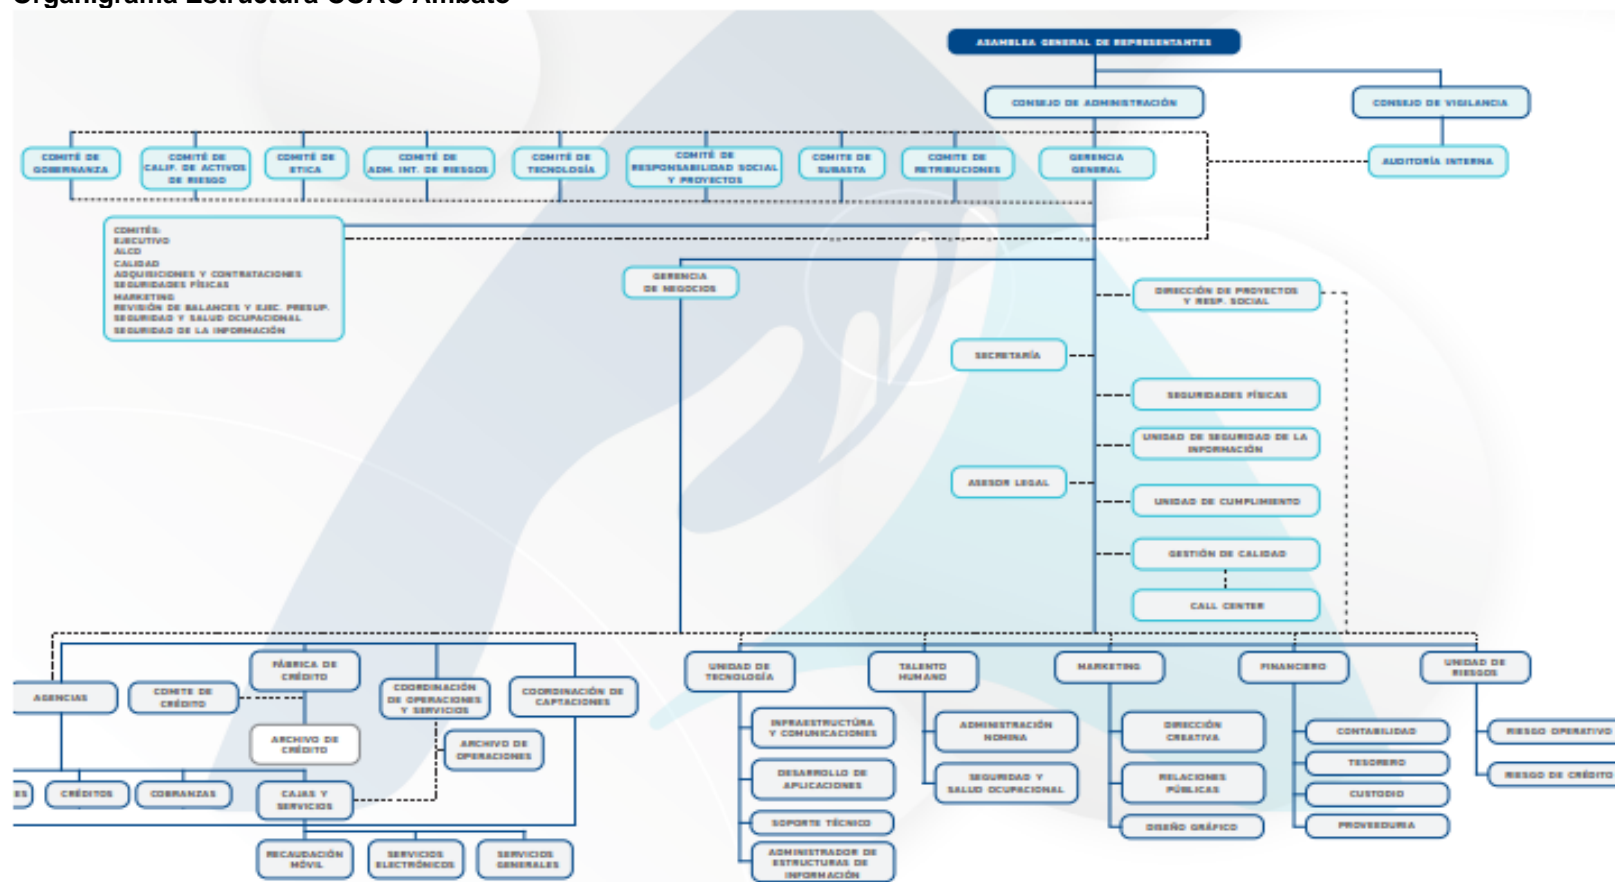 Organigrama Estructura COAC Ambato
ASAMBLEA GENERAL DE REPRESENTANTES
CONSEJO DE ADMINISTRACIÓN
CONSEJO DE VIGILANCIA
COMITÉ DE
GOBERNANZA
COMITÉ DE
CALIF. DE ACTIVOS
DE RIESGO
COMITÉ DE
ETICA
COMITÉ DE
ADM. INT. DE RIESGOS
COMITÉ DE
TECNOLOGÍA
COMITÉ DE
RESPONSABILIDAD SOCIAL
Y PROYECTOS
COMITE DE
SUBASTA
COMITE DE
RETRIBUCIONES
GERENCIA
GENERAL
AUDITORÍA INTERNA
COMITÉS:
EJECUTIVO
ALCO
CALIDAD
ADQUISICIONES Y CONTRATACIONES
SEGURIDADES FÍSICAS
MARKETING
REVISIÓN DE BALANCES Y EJEC. PRESUP.
SEGURIDAD Y SALUD OCUPACIONAL
SEGURIDAD DE LA INFORMACIÓN
GERENCIA
DE NEGOCIOS
DIRECCIÓN DE PROYECTOS
Y RESP. SOCIAL
SECRETARÍA
SEGURIDADES FÍSICAS
UNIDAD DE SEGURIDAD DE LA
INFORMACIÓN
ASESOR LEGAL
UNIDAD DE CUMPLIMIENTO
GESTIÓN DE CALIDAD
CALL CENTER
AGENCIAS
COMITE DE
CRÉDITO
FÁBRICA DE
CRÉDITO
COORDINACIÓN
DE OPERACIONES
Y SERVICIOS
COORDINACIÓN DE
CAPTACIONES
UNIDAD DE
TECNOLOGÍA
TALENTO
HUMANO
MARKETING
FINANCIERO
UNIDAD DE
RIESGOS
ARCHIVO DE
CRÉDITO
ARCHIVO DE
OPERACIONES
INFRAESTRUCTÚRA
Y COMUNICACIONES
ADMINISTRACIÓN
NOMINA
DIRECCIÓN
CREATIVA
CONTABILIDAD
RIESGO OPERATIVO
ES
CRÉDITOS
COBRANZAS
CAJAS Y
SERVICIOS
DESARROLLO DE
APLICACIONES
SEGURIDAD Y
SALUD OCUPACIONAL
RELACIONES
PÚBLICAS
TESORERO
RIESGO DE CRÉDITO
CUSTODIO
SOPORTE TÉCNICO
DISEÑO GRÁFICO
PROVEEDURIA
RECAUDACIÓN
MÓVIL
SERVICIOS
ELECTRÓNICOS
SERVICIOS
GENERALES
ADMINISTRADOR DE
ESTRUCTURAS DE
INFORMACIÓN